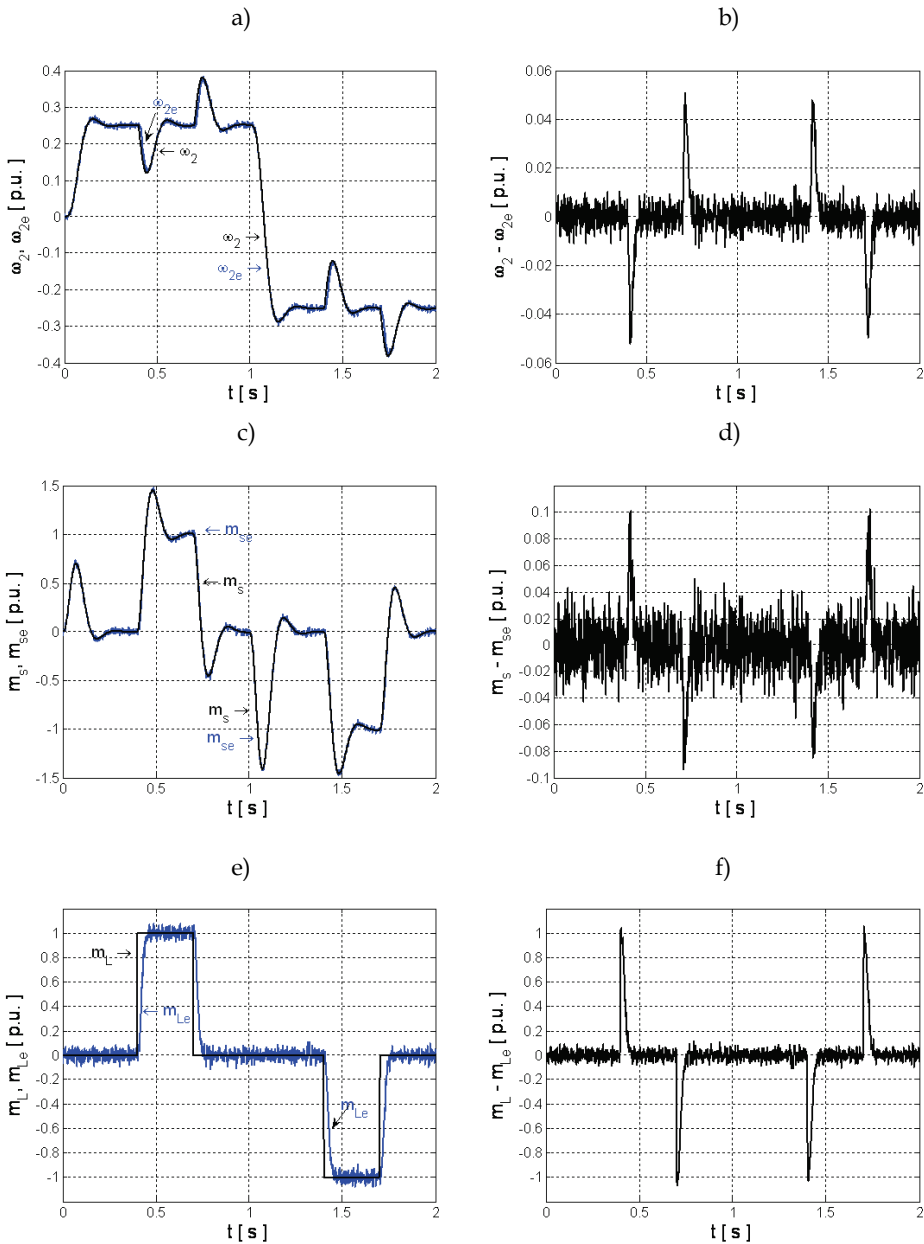 a)
b)
0.4
0.3
0.2
0.1
0
-0.1
-0.2
-0.3
-0.4
ω2, ω2e [ p.u. ]
ω2e
ω2
ω2
ω2e
0
0.5
1
1.5
2
t [ s ]
0.06
0.04
0.02
0
-0.02
-0.04
-0.06
ω2 - ω2e [ p.u. ]
0
0.5
1
1.5
2
t [ s ]
c)
d)
1.5
1
0.5
0
-0.5
-1
-1.5
ms, mse [ p.u. ]
mse
ms
ms
mse
0
0.5
1
1.5
2
t [ s ]
0.1
0.08
0.06
0.04
0.02
0
-0.02
-0.04
-0.06
-0.08
-0.1
ms - mse [ p.u. ]
0
0.5
1
1.5
2
t [ s ]
e)
f)
1
0.8
0.6
0.4
0.2
0
-0.2
-0.4
-0.6
-0.8
-1
mL, mLe [ p.u. ]
mL
mLe
mLe
0
0.5
1
1.5
2
t [ s ]
1
0.8
0.6
0.4
0.2
0
-0.2
-0.4
-0.6
-0.8
-1
mL - mLe [ p.u. ]
0
0.5
1
1.5
2
t [ s ]